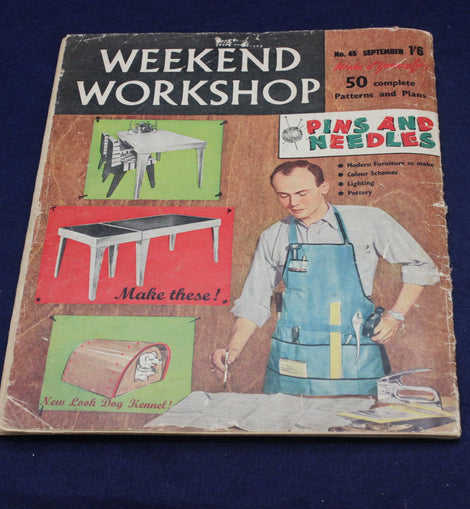 WEEKEND
WORKSHOP
No. 45 SEPTEMBER 1'6
50 complete
Patterns and Plans
PINS AND
NEEDLES
• Modern Furniture to make
• Colour Schemes
• Lighting
• Pottery
Make these!
New Look Dog Kennel!